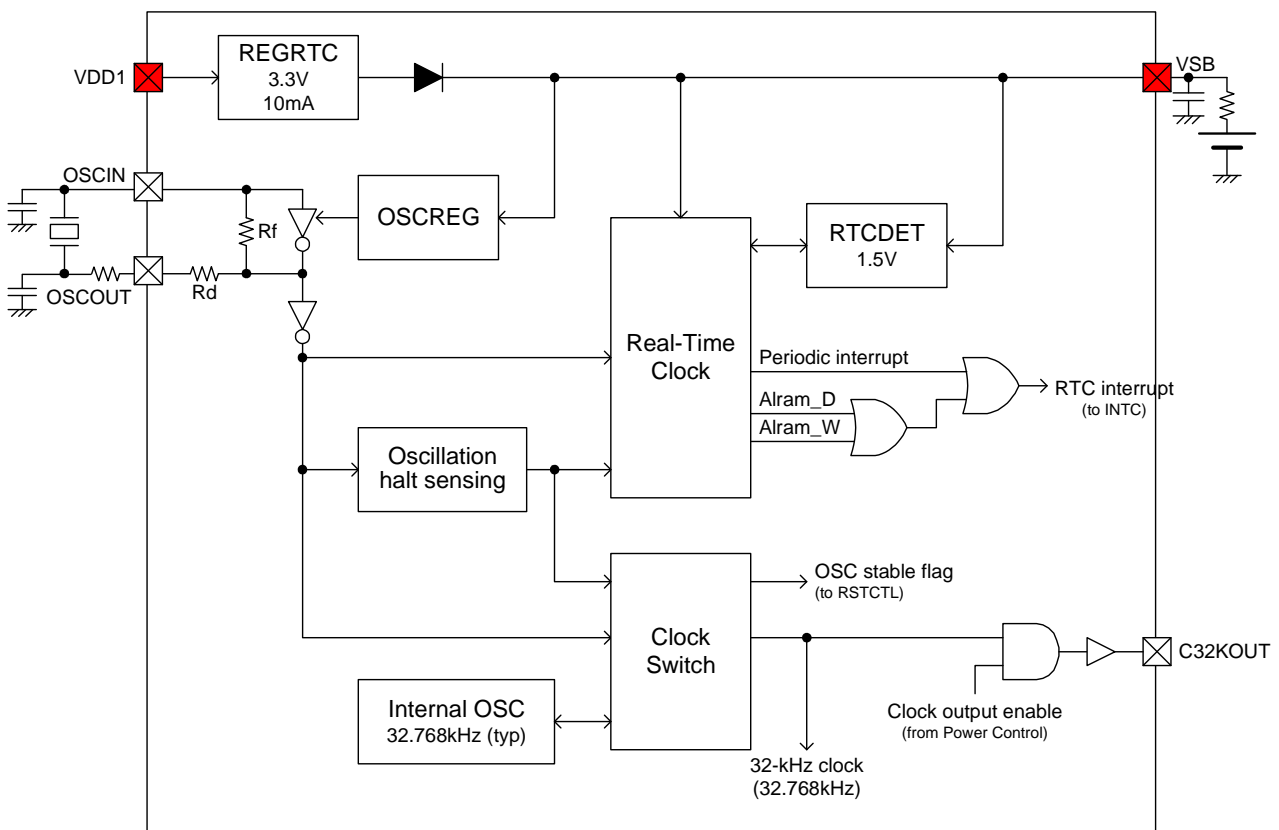 REGRTC
3.3V
10mA
VDD1
VSB
OSCIN
OSCREG
Rf
RTCDET
1.5V
OSCOUT
Rd
Real-Time
Clock
Periodic interrupt
RTC interrupt
(to INTC)
Alram_D
Alram_W
Oscillation
halt sensing
OSC stable flag
(to RSTCTL)
Clock
Switch
C32KOUT
Internal OSC
32.768kHz (typ)
Clock output enable
(from Power Control)
32-kHz clock
(32.768kHz)